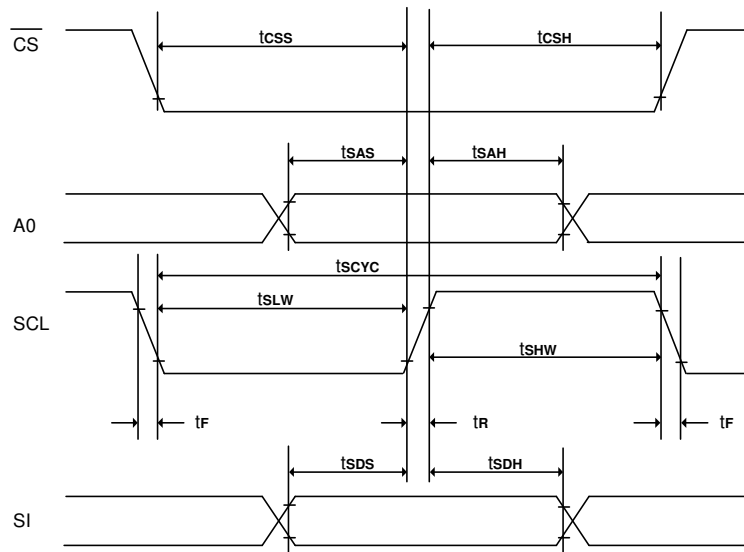 CS tCSS tCSH
tSAS tSAH
A0
tSCYC
tSLW
SCL
tSHW
tF tR tF
tSDS tSDH
SI